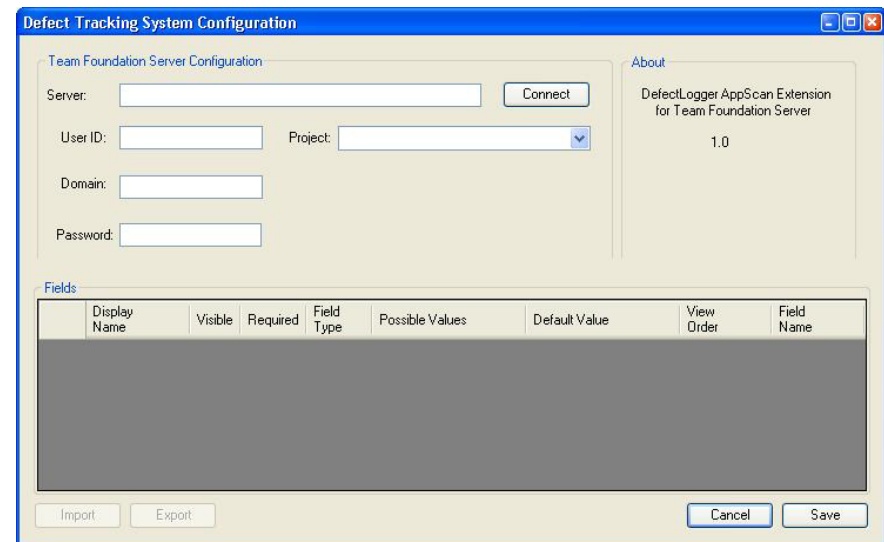 Defect Tracking System Configuration
Team Foundation Server Configuration
Server:
Connect
User ID:
Project:
Domain:
Password:
About
DefectLogger AppScan Extension
for Team Foundation Server
1.0
Fields
Display Name
Visible
Required
Field Type
Possible Values
Default Value
View Order
Field Name
Import
Export
Cancel
Save